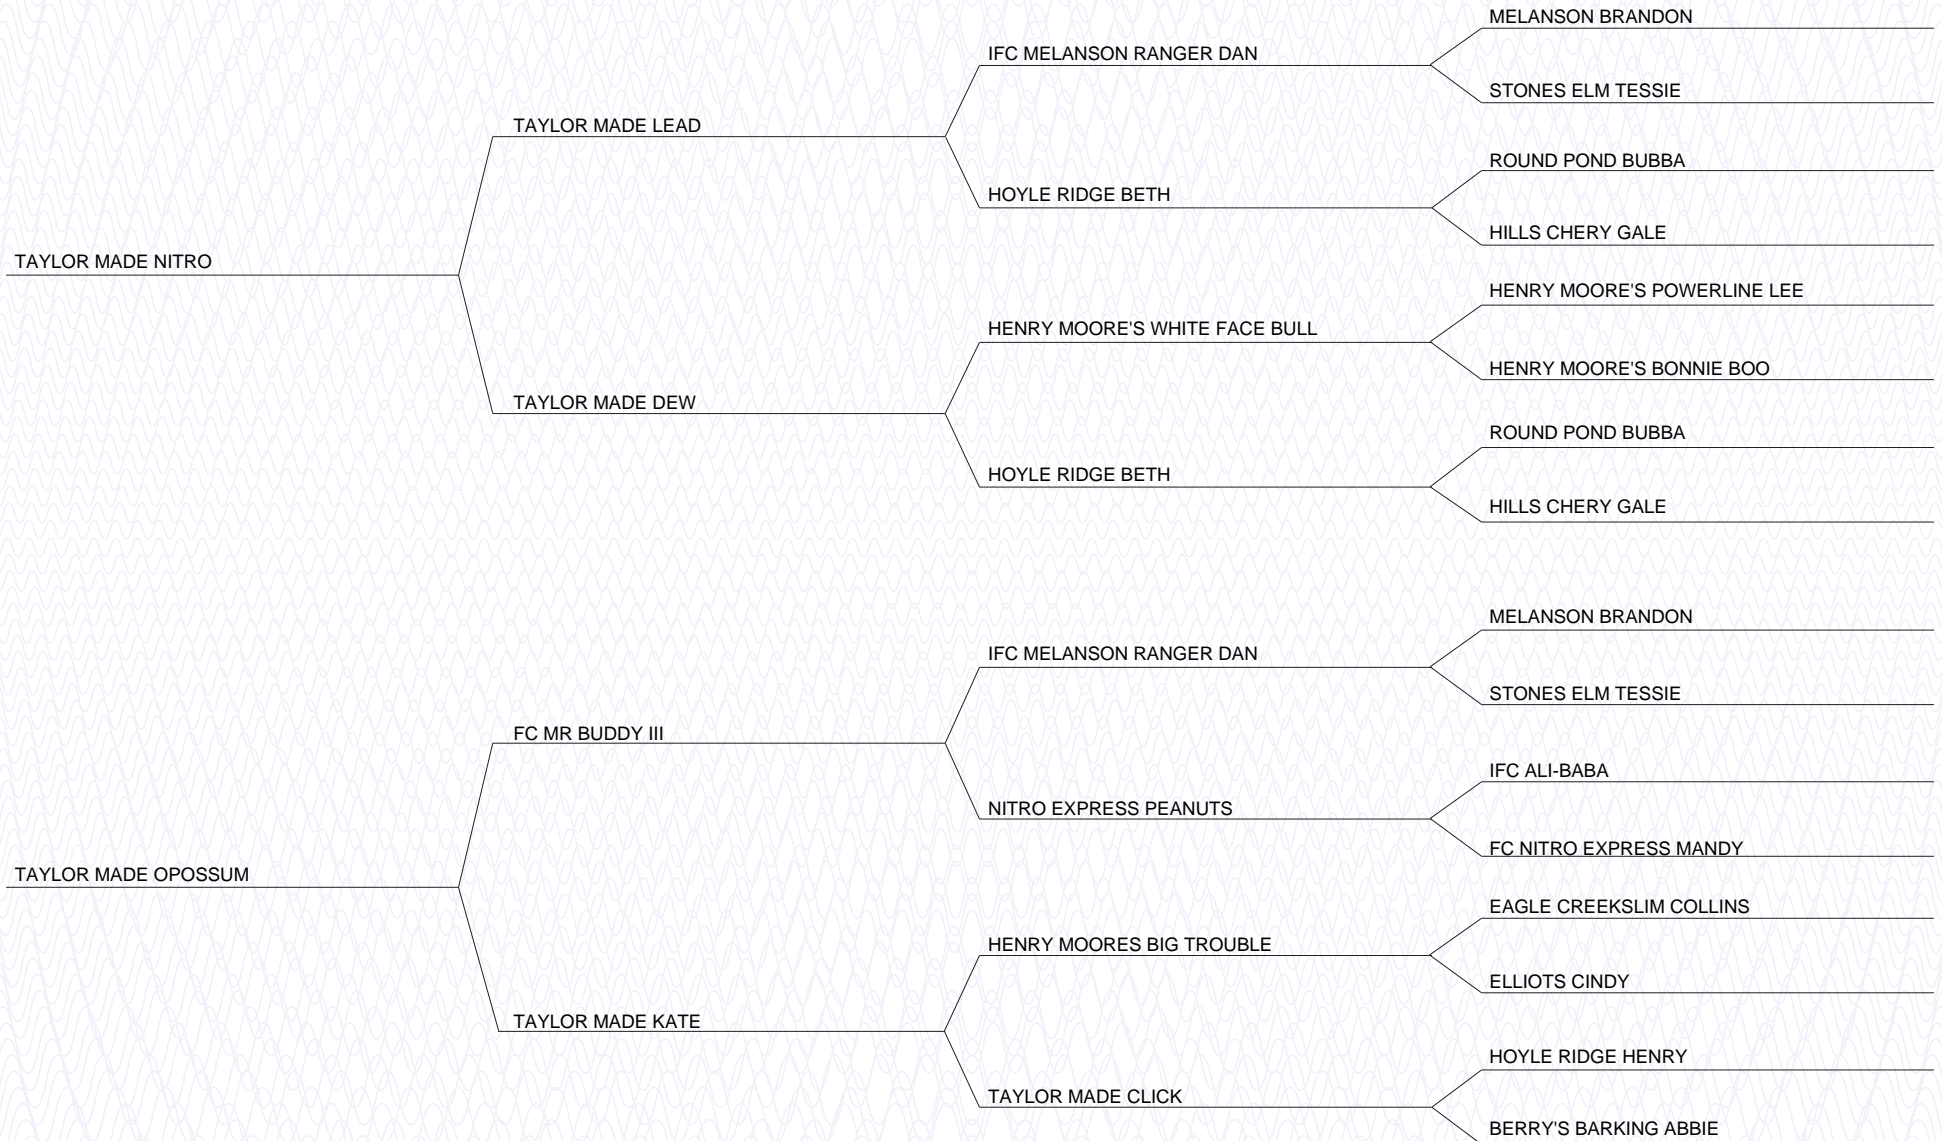 MELANSON BRANDON
IFC MELANSON RANGER DAN
STONES ELM TESSIE
TAYLOR MADE LEAD
ROUND POND BUBBA
HOYLE RIDGE BETH
HILLS CHERY GALE
TAYLOR MADE NITRO
HENRY MOORE'S POWERLINE LEE
HENRY MOORE'S WHITE FACE BULL
HENRY MOORE'S BONNIE BOO
TAYLOR MADE DEW
ROUND POND BUBBA
HOYLE RIDGE BETH
HILLS CHERY GALE
MELANSON BRANDON
IFC MELANSON RANGER DAN
STONES ELM TESSIE
FC MR BUDDY III
IFC ALI-BABA
NITRO EXPRESS PEANUTS
FC NITRO EXPRESS MANDY
TAYLOR MADE OPOSSUM
EAGLE CREEKSLIM COLLINS
HENRY MOORES BIG TROUBLE
ELLIOTS CINDY
TAYLOR MADE KATE
HOYLE RIDGE HENRY
TAYLOR MADE CLICK
BERRY'S BARKING ABBIE